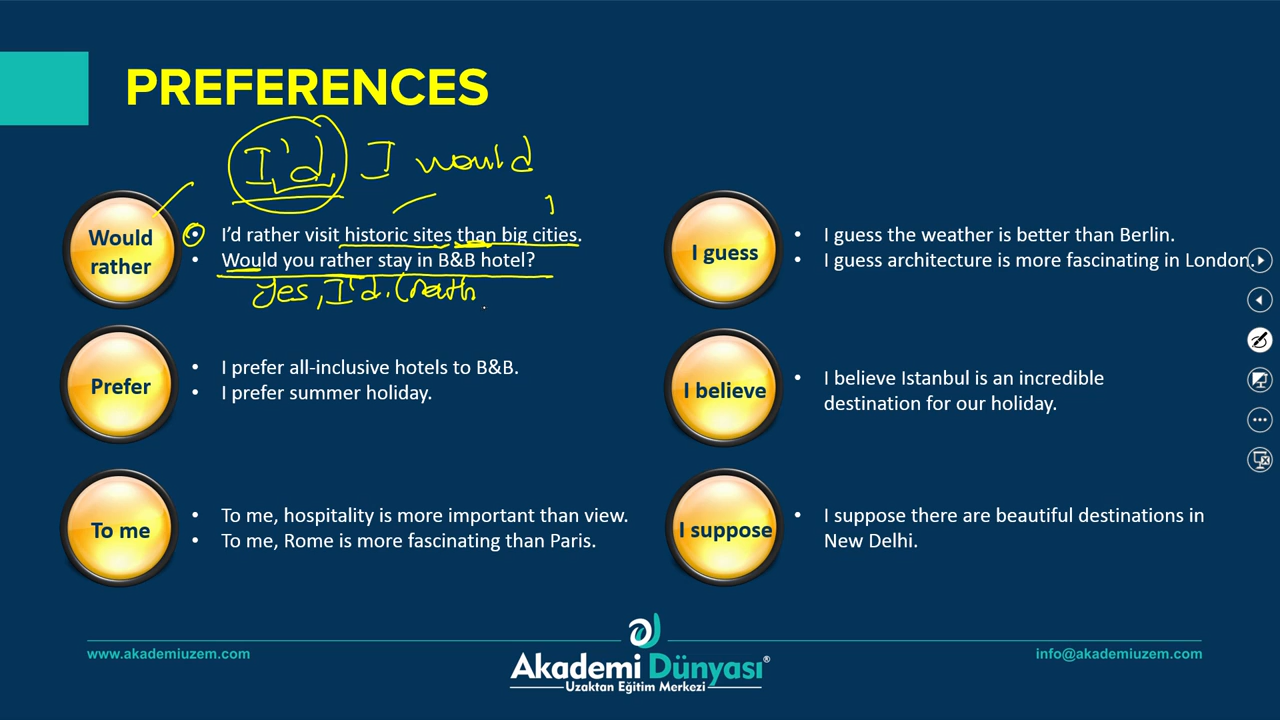 PREFERENCES
I'd, I would
Would
rather
• I'd rather visit historic sites than big cities.
• Would you rather stay in B&B hotel?
Yes, I'd. (
Prefer
• I prefer all-inclusive hotels to B&B.
• I prefer summer holiday.
To me
• To me, hospitality is more important than view.
• To me, Rome is more fascinating than Paris.
I guess
• I guess the weather is better than Berlin.
• I guess architecture is more fascinating in London.
I believe
• I believe Istanbul is an incredible
destination for our holiday.
I suppose
• I suppose there are beautiful destinations in
New Delhi.
www.akademiuzem.com
Akademi Dünyası®
Uzaktan Eğitim Merkezi
info@akademiuzem.com